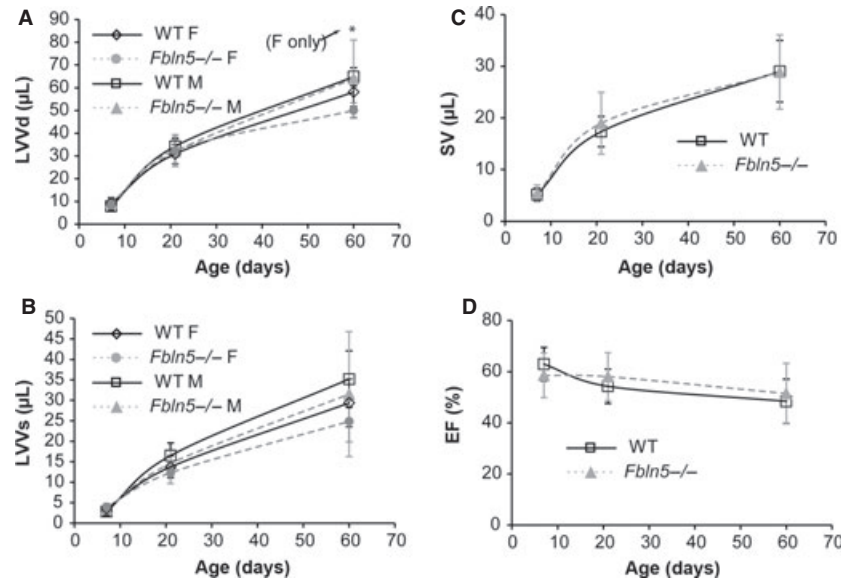 A
90
80
70
60
50
40
30
20
10
0
LVVd (µL)
WT F
Fbln5–/– F
WT M
Fbln5–/– M
(F only)
*
0 10 20 30 40 50 60 70
Age (days)
B
50
45
40
35
30
25
20
15
10
5
0
LVVs (µL)
WT F
Fbln5–/– F
WT M
Fbln5–/– M
0 10 20 30 40 50 60 70
Age (days)
C
40
30
20
10
0
SV (µL)
WT
Fbln5–/–
0 10 20 30 40 50 60 70
Age (days)
D
80
60
40
20
0
EF (%)
WT
Fbln5–/–
0 10 20 30 40 50 60 70
Age (days)